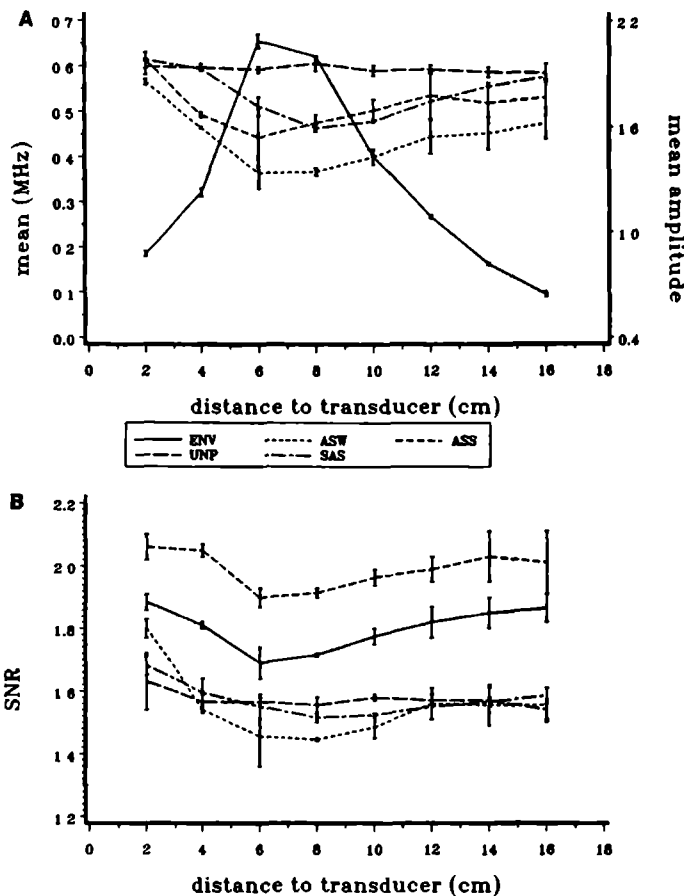 A
0 7
0 6
0 5
0 4
0.3
0 2
0 1
0.0
mean (MHz)
2 2
1 6
1 0
0.4
mean amplitude
0 2 4 6 8 10 12 14 16 18
distance to transducer (cm)
ENV ASW ASS
UNP SAS
B
2.2
2.0
1.8
1.6
1.4
1 2
SNR
0 2 4 6 8 10 12 14 16 18
distance to transducer (cm)